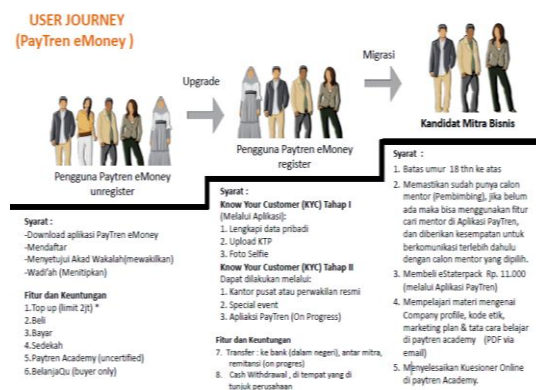 USER JOURNEY
(PayTren eMoney )
Upgrade
Migrasi
Pengguna Paytren eMoney
unregister
Pengguna Paytren eMoney
register
Kandidat Mitra Bisnis
Syarat :
-Download aplikasi PayTren eMoney
-Mendaftar
-Menyetujui Akad Wakalah(mewakilkan)
-Wadi'ah (Menitipkan)
Fitur dan Keuntungan
1.Top up (limit 2jt) *
2.Beli
3.Bayar
4.Sedekah
5.Paytren Academy (uncertified)
6.BelanjaQu (buyer only)
Syarat :
Know Your Customer (KYC) Tahap I
(Melalui Aplikasi):
1. Lengkapi data pribadi
2. Upload KTP
3. Foto Selfie
Know Your Customer (KYC) Tahap II
Dapat dilakukan melalui:
1. Kantor pusat atau perwakilan resmi
2. Special event
3. Apliaksi PayTren (On Progress)
Fitur dan Keuntungan
7. Transfer : ke bank (dalam negeri), antar mitra,
remitansi (on progres)
8. Cash Withdrawal , di tempat yang di
tunjuk perusahaan
Syarat :
1. Batas umur 18 thn ke atas
2. Memastikan sudah punya calon
mentor (Pembimbing), jika belum
ada maka bisa menggunakan fitur
cari mentor di Aplikasi PayTren,
dan diberikan kesempatan untuk
berkomunikasi terlebih dahulu
dengan calon mentor yang dipilih.
3. Membeli eStaterpack Rp. 11.000
(melalui Aplikasi PayTren)
4. Mempelajari materi mengenai
Company profile, kode etik,
marketing plan & tata cara belajar
di paytren academy (PDF via
email)
5. Menyelesaikan Kuesioner Online
di paytren Academy.